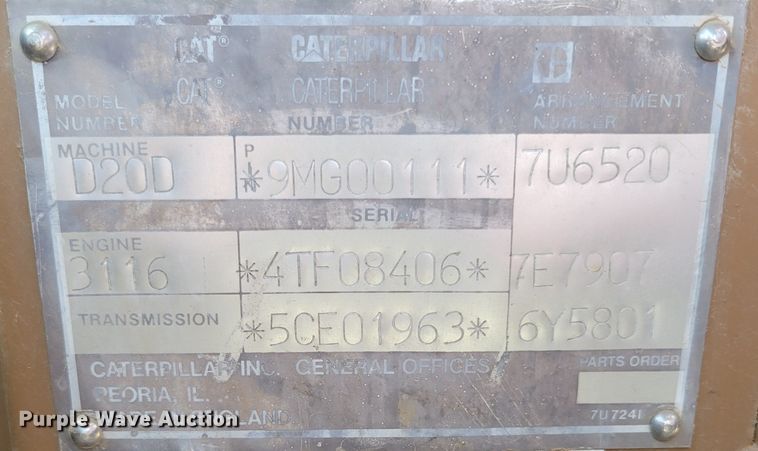 CAT® CATERPILLAR
CAT® CATERPILLAR
MODEL NUMBER NUMBER ARRANGEMENT NUMBER
MACHINE
D20D P N *9MG00111* 7U6520
SERIAL
ENGINE
3116 *4TF08406* 7E7907
TRANSMISSION *5CE01963* 6Y5801
CATERPILLAR INC. GENERAL OFFICES PARTS ORDER
PEORIA, IL.
ENGLAND 7U7241
Purple Wave Auction